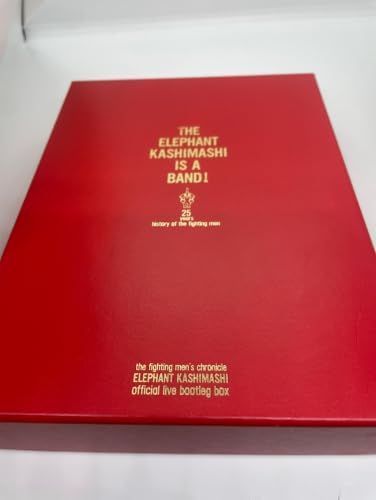 THE
ELEPHANT
KASHIMASHI
IS A
BAND!
25
years
history of the fighting men
the fighting men's chronicle
ELEPHANT KASHIMASHI
official live bootleg box